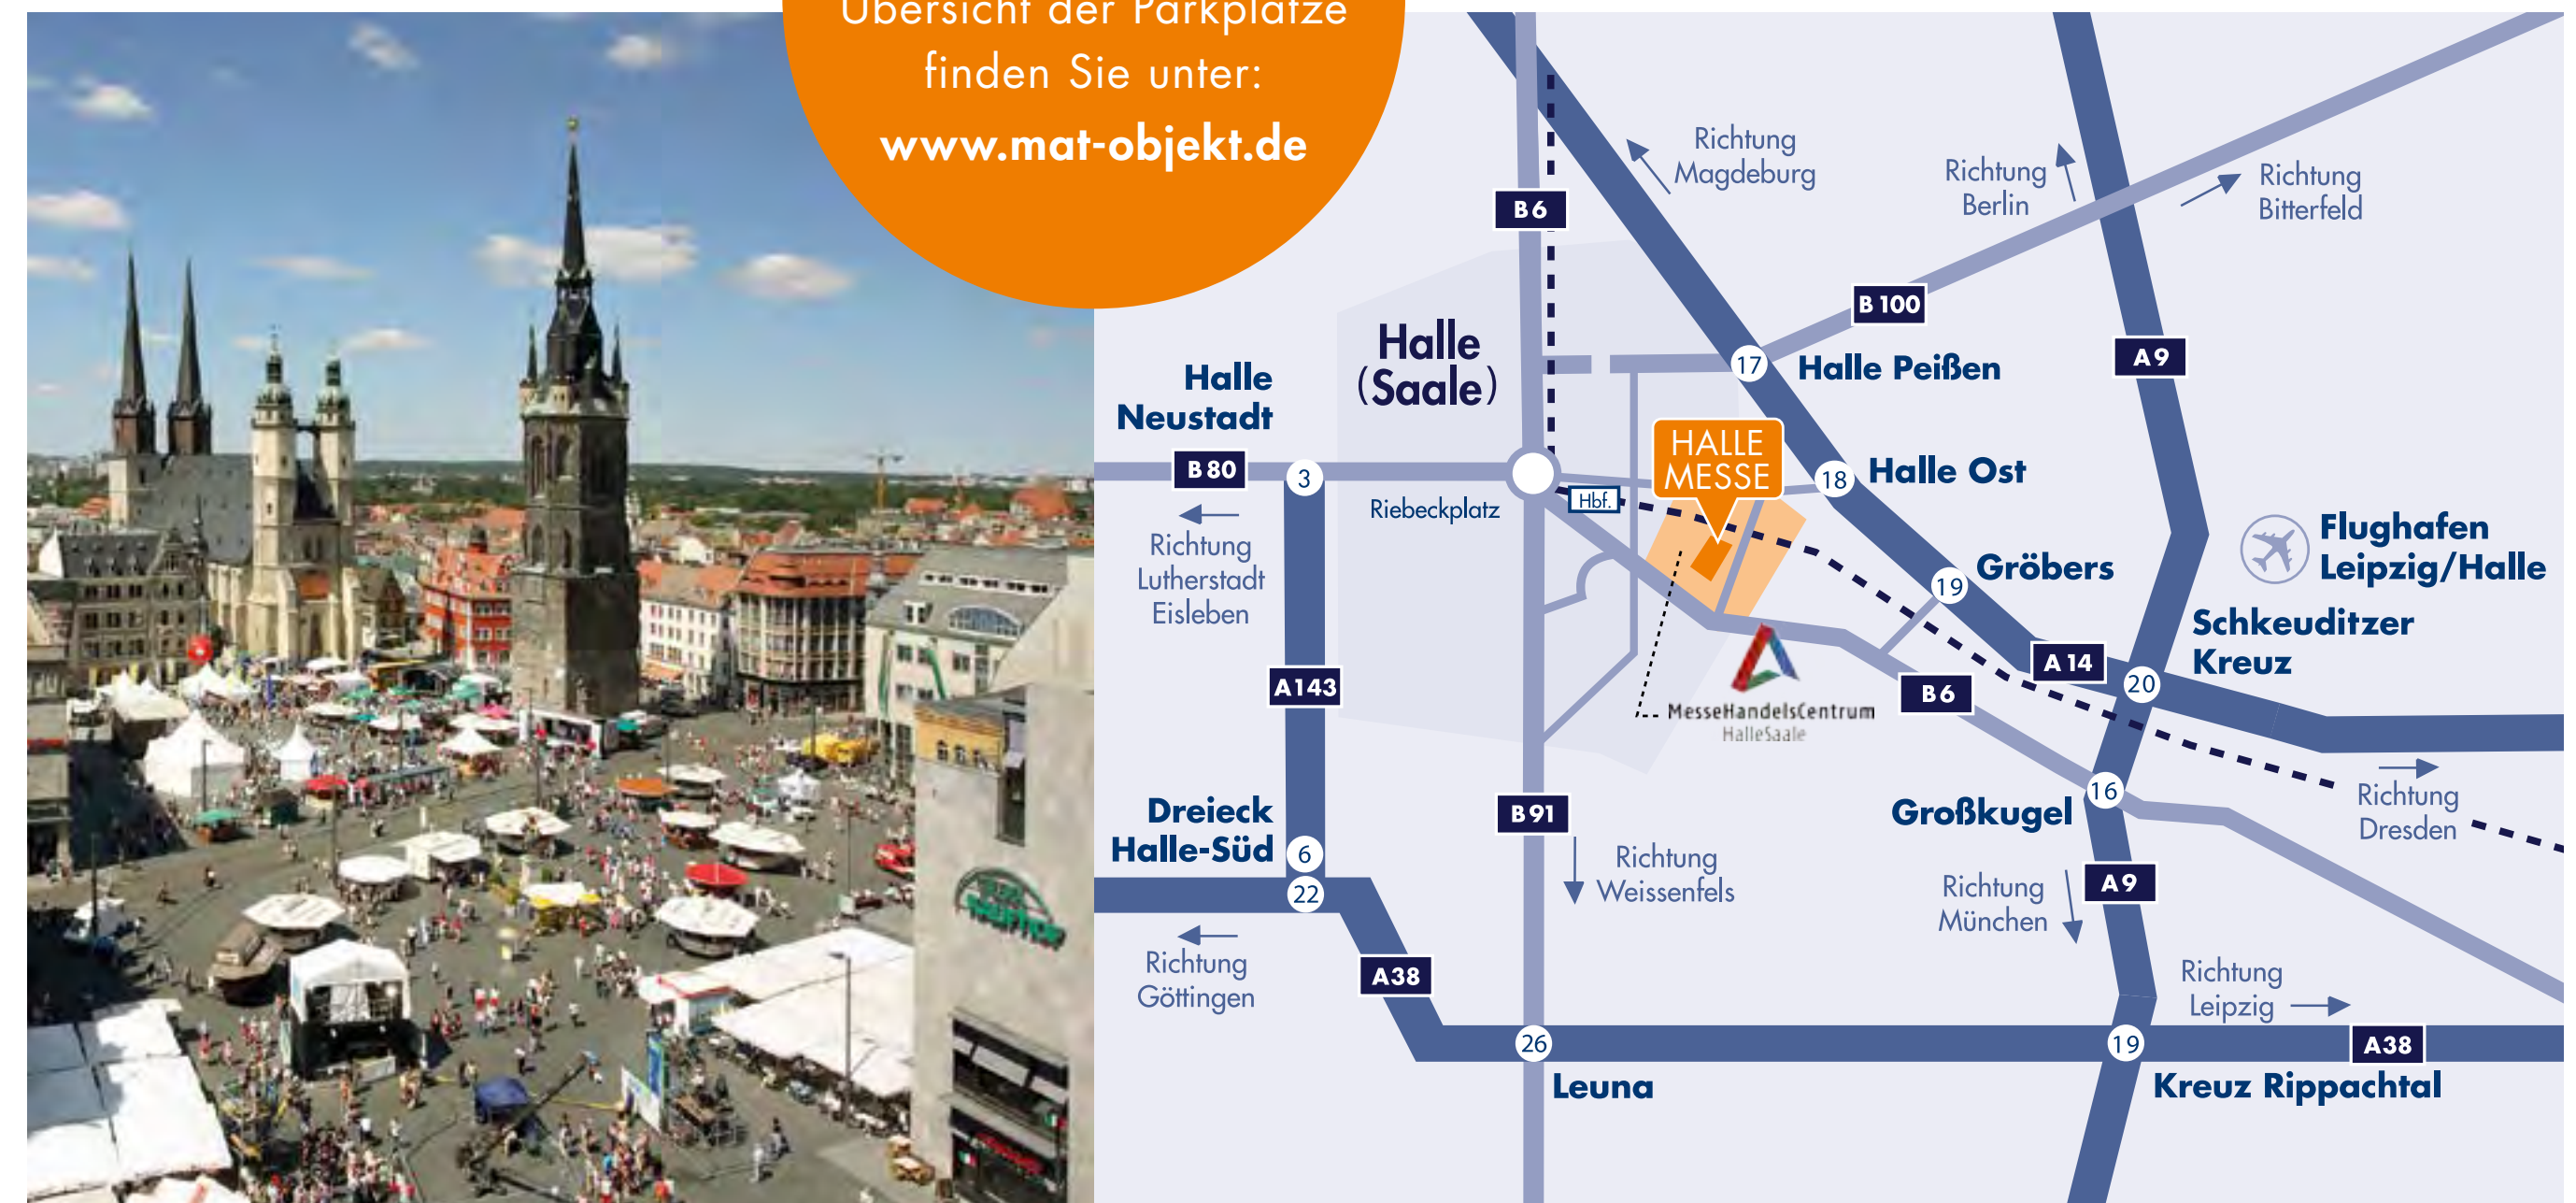 Übersicht der Parkplätze
finden Sie unter:
www.mat-objekt.de
Richtung
Magdeburg
Richtung
Berlin
Richtung
Bitterfeld
B 6
B 100
A 9
Halle
(Saale)
17
Halle Peißen
Halle
Neustadt
HALLE
MESSE
B 80
3
18
Halle Ost
Riebeckplatz
Hbf.
Richtung
Lutherstadt
Eisleben
Flughafen
Leipzig/Halle
19
Gröbers
Schkeuditzer
Kreuz
A 14
20
A143
B 6
MesseHandelsCentrum
HalleSaale
16
Großkugel
Richtung
Dresden
Dreieck
Halle-Süd
6
22
B 91
Richtung
Weissenfels
A 9
Richtung
München
Richtung
Göttingen
A38
Richtung
Leipzig
26
19
A38
Leuna
Kreuz Rippachtal